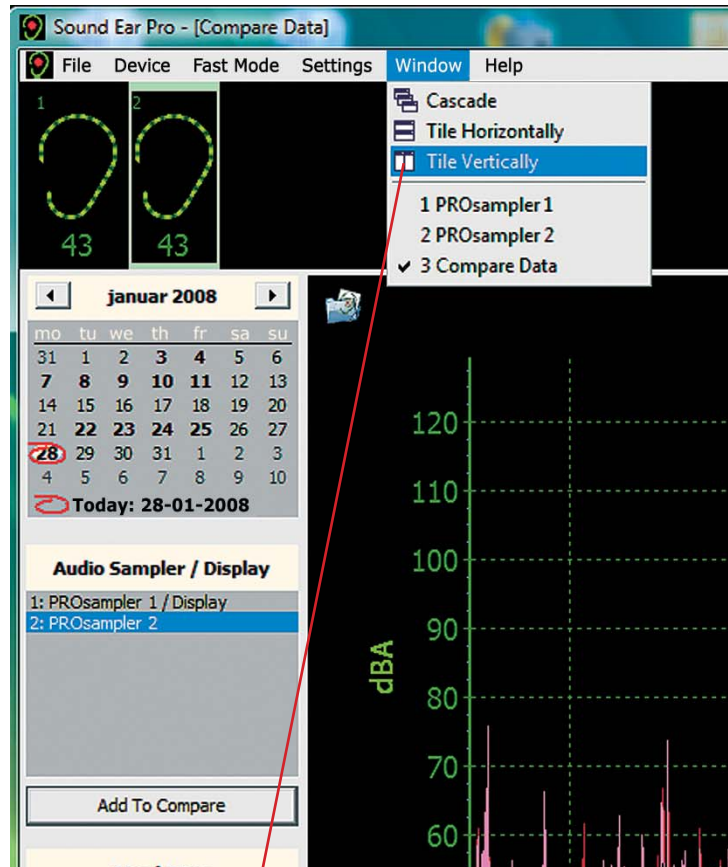 Sound Ear Pro - [Compare Data]
File Device Fast Mode Settings Window Help
Cascade
Tile Horizontally
Tile Vertically
1 PROsampler 1
2 PROsampler 2
3 Compare Data
1 2
43 43
januar 2008
mo tu we th fr sa su
31 1 2 3 4 5 6
7 8 9 10 11 12 13
14 15 16 17 18 19 20
21 22 23 24 25 26 27
28 29 30 31 1 2 3
4 5 6 7 8 9 10
Today: 28-01-2008
Audio Sampler / Display
1: PROsampler 1 / Display
2: PROsampler 2
Add To Compare
120
110
100
90
80
70
60
dBA